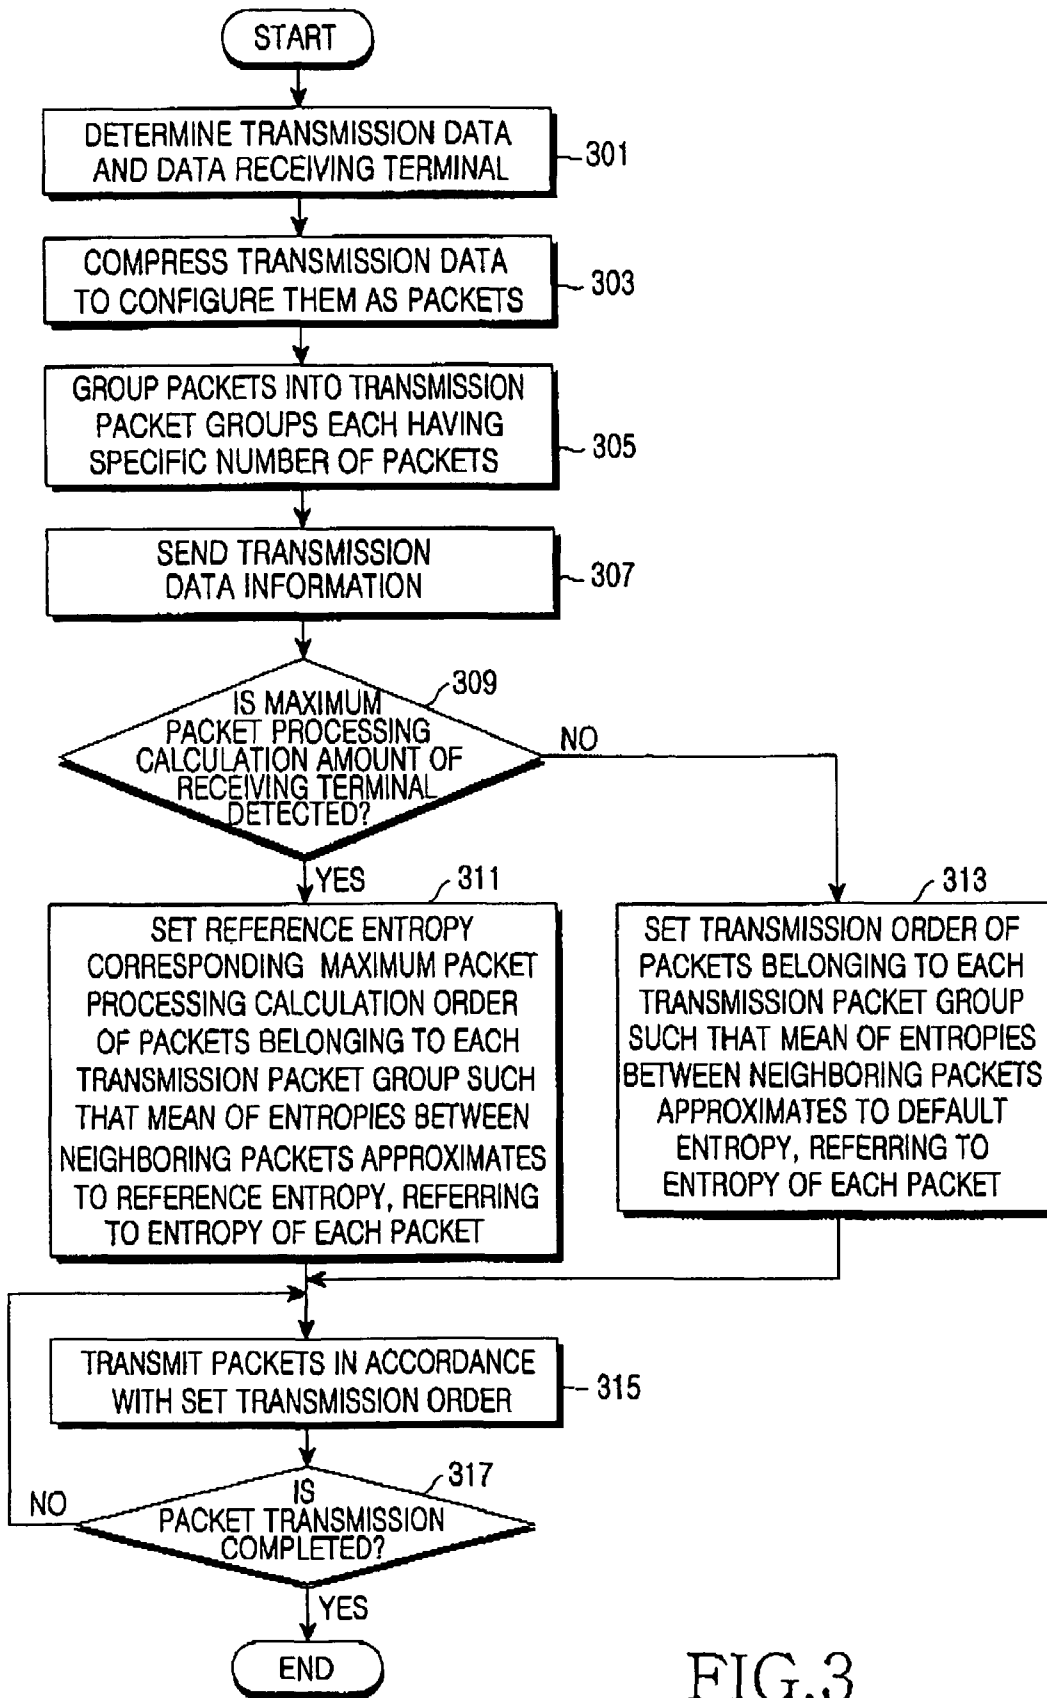 START
DETERMINE TRANSMISSION DATA
AND DATA RECEIVING TERMINAL
301
COMPRESS TRANSMISSION DATA
TO CONFIGURE THEM AS PACKETS
303
GROUP PACKETS INTO TRANSMISSION
PACKET GROUPS EACH HAVING
SPECIFIC NUMBER OF PACKETS
305
SEND TRANSMISSION
DATA INFORMATION
307
309
IS MAXIMUM
PACKET PROCESSING
CALCULATION AMOUNT OF
RECEIVING TERMINAL
DETECTED?
NO
YES
311
SET REFERENCE ENTROPY
CORRESPONDING MAXIMUM PACKET
PROCESSING CALCULATION ORDER
OF PACKETS BELONGING TO EACH
TRANSMISSION PACKET GROUP SUCH
THAT MEAN OF ENTROPIES BETWEEN
NEIGHBORING PACKETS APPROXIMATES
TO REFERENCE ENTROPY, REFERRING
TO ENTROPY OF EACH PACKET
313
SET TRANSMISSION ORDER OF
PACKETS BELONGING TO EACH
TRANSMISSION PACKET GROUP
SUCH THAT MEAN OF ENTROPIES
BETWEEN NEIGHBORING PACKETS
APPROXIMATES TO DEFAULT
ENTROPY, REFERRING TO
ENTROPY OF EACH PACKET
TRANSMIT PACKETS IN ACCORDANCE
WITH SET TRANSMISSION ORDER
315
317
IS
PACKET TRANSMISSION
COMPLETED?
NO
YES
END
FIG.3